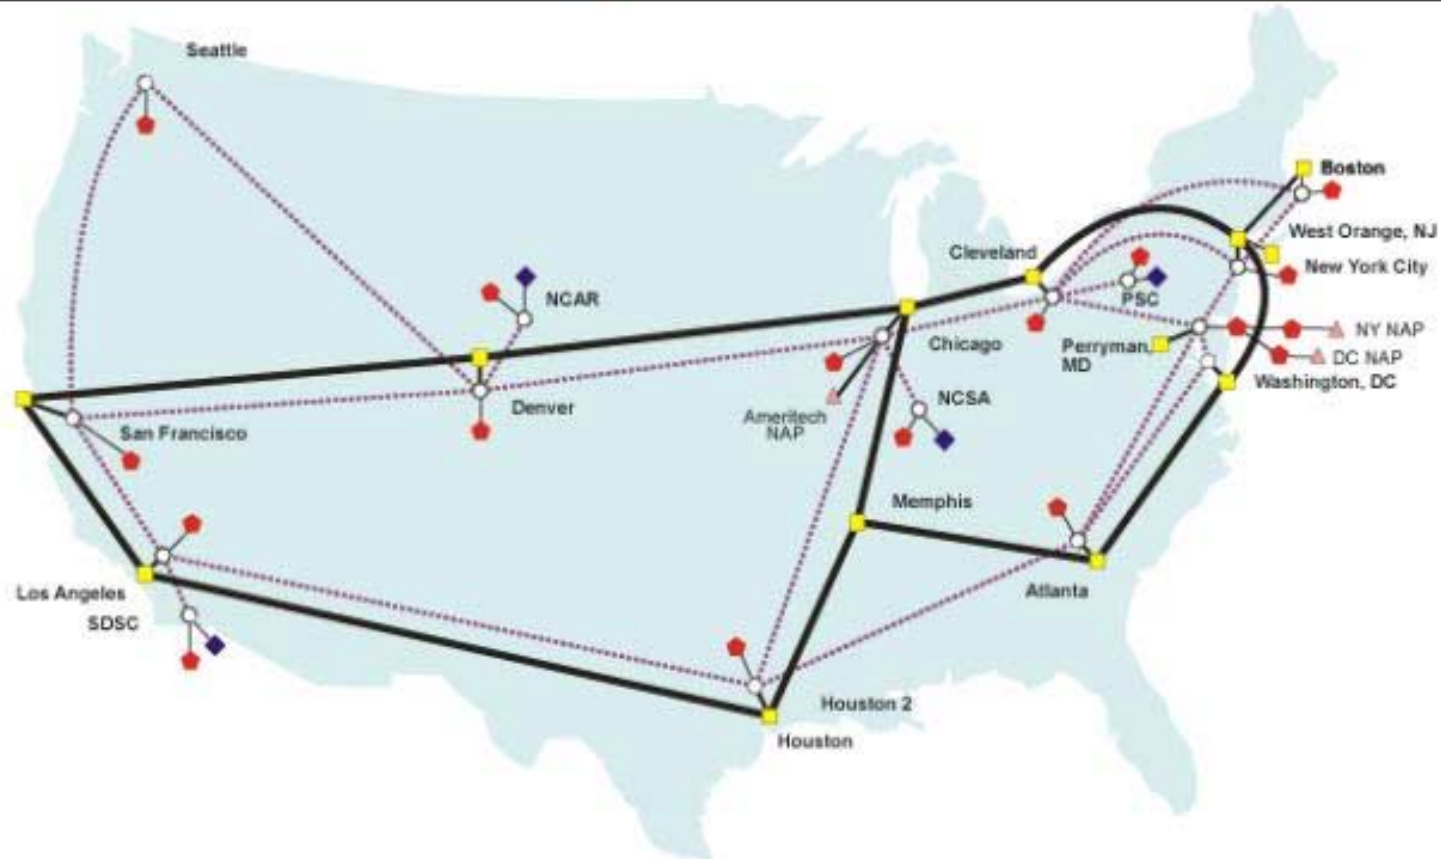 Seattle
Boston
West Orange, NJ
Cleveland
New York City
NCAR
PSC
NY NAP
Chicago
Perryman,
MD
DC NAP
Washington, DC
Denver
NCSA
Ameritech
NAP
San Francisco
Memphis
Los Angeles
Atlanta
SDSC
Houston 2
Houston